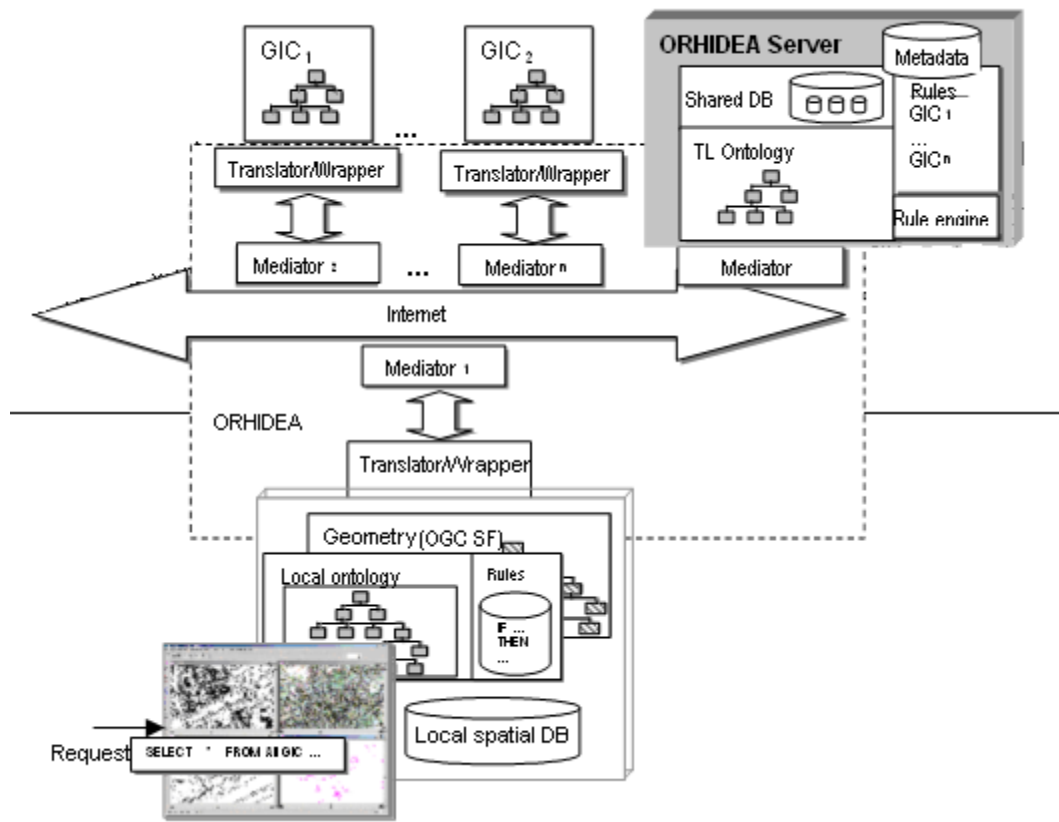 GIC 1
GIC 2
ORHIDEA Server
Metadata
Shared DB
Rules
GIC 1
...
GIC n
TL Ontology
Rule engine
...
Translator/Wrapper
Translator/Wrapper
Mediator 2
...
Mediator n
Mediator
Internet
Mediator 1
ORHIDEA
Translator/Wrapper
Geometry(OGC SF)
Local ontology
Rules
IF ...
THEN
...
Local spatial DB
Request
SELECT * FROM All GIC ...